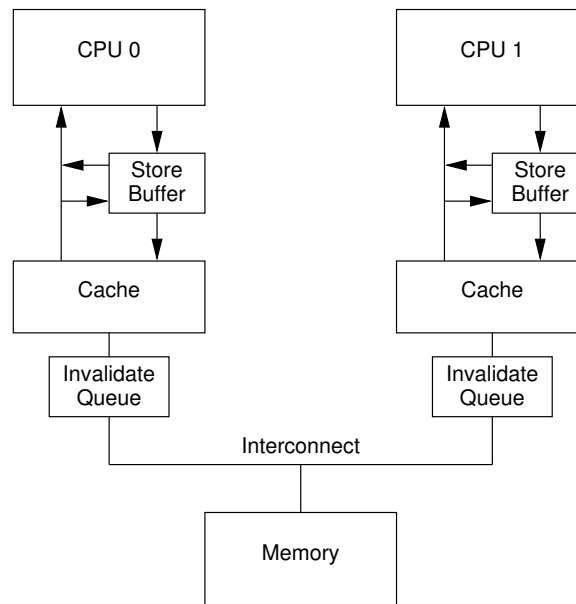 CPU 0
CPU 1
Store
Buffer
Store
Buffer
Cache
Cache
Invalidate
Queue
Invalidate
Queue
Interconnect
Memory